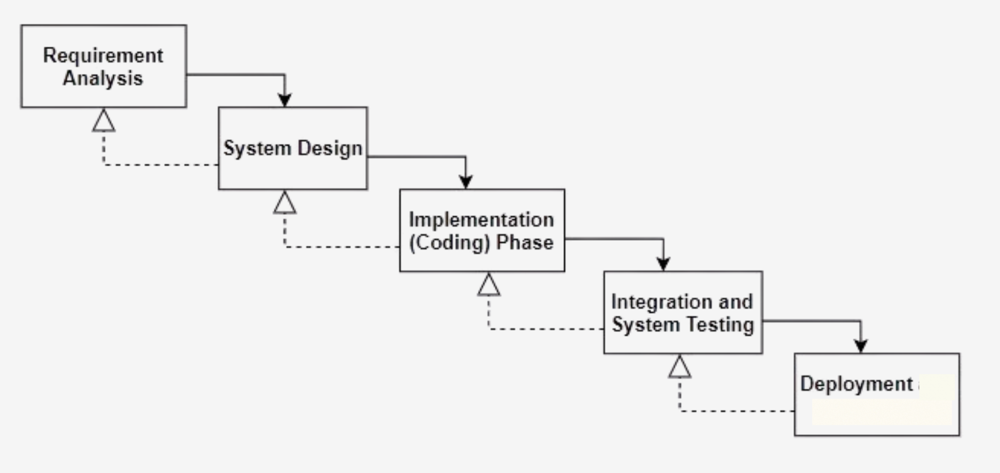 Requirement
Analysis
System Design
Implementation
(Coding) Phase
Integration and
System Testing
Deployment